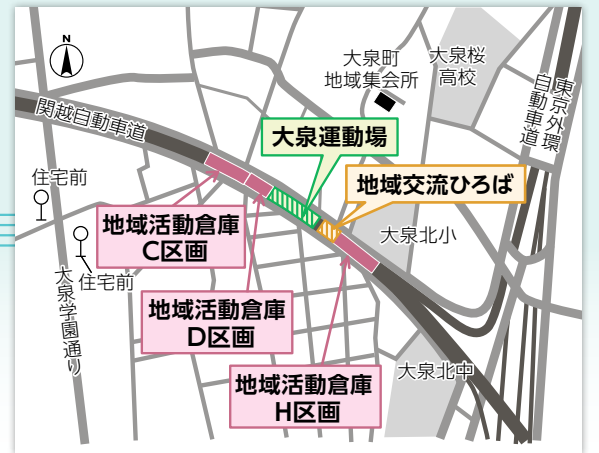 N
大泉町
地域集会所
大泉桜
高校
東京外環
自動車道
関越自動車道
大泉運動場
地域交流ひろば
住宅前
地域活動倉庫
C区画
大泉北小
住宅前
大泉学園通り
地域活動倉庫
D区画
地域活動倉庫
H区画
大泉北中